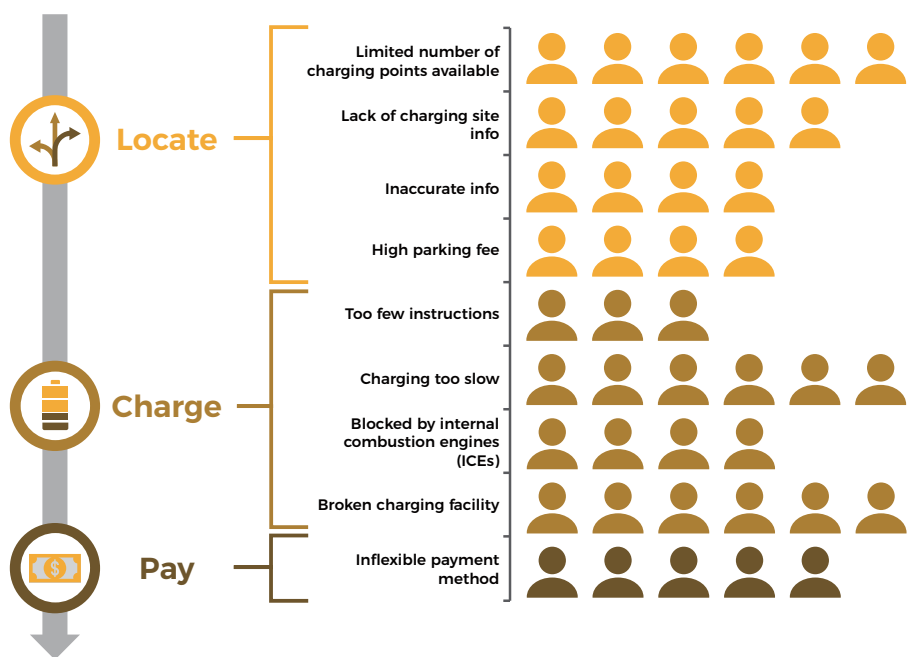 Locate
Limited number of
charging points available
Lack of charging site
info
Inaccurate info
High parking fee
Charge
Too few instructions
Charging too slow
Blocked by internal
combustion engines
(ICEs)
Broken charging facility
Pay
$
Inflexible payment
method